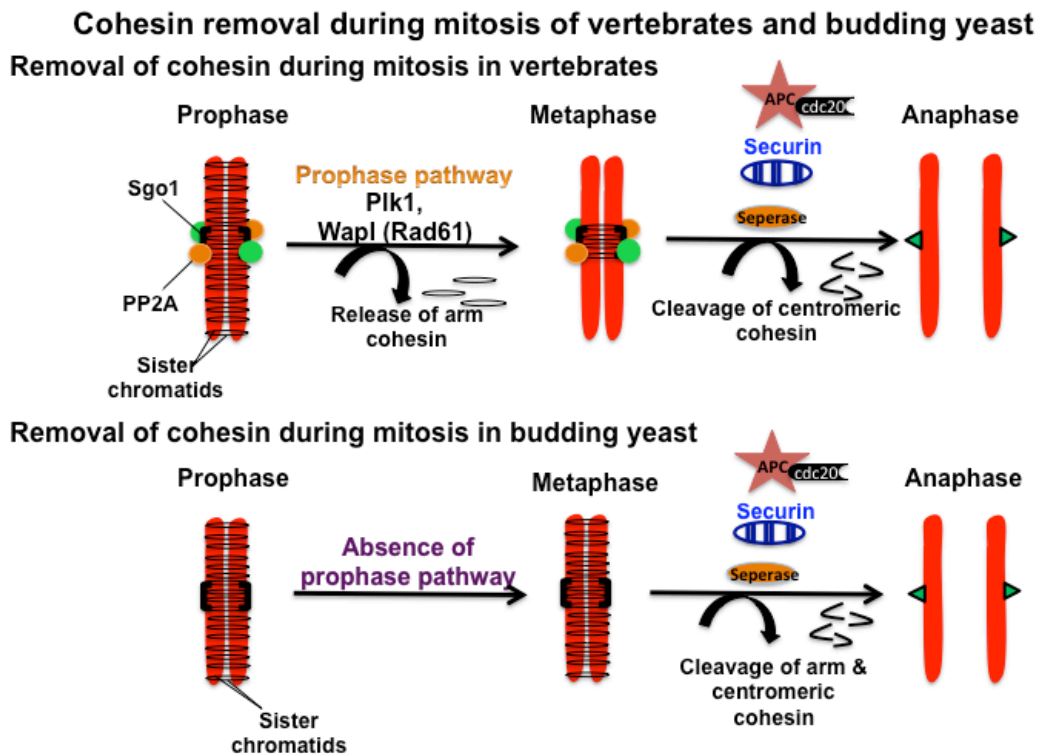 Cohesin removal during mitosis of vertebrates and budding yeast
Removal of cohesin during mitosis in vertebrates
Prophase
Metaphase
Anaphase
APC
cdc20
Securin
Seperase
Sgo1
PP2A
Prophase pathway
Plk1,
Wapl (Rad61)
Release of arm
cohesin
Cleavage of centromeric
cohesin
Sister
chromatids
Removal of cohesin during mitosis in budding yeast
Prophase
Metaphase
Anaphase
APC
cdc20
Securin
Seperase
Absence of
prophase pathway
Cleavage of arm &
centromeric
cohesin
Sister
chromatids